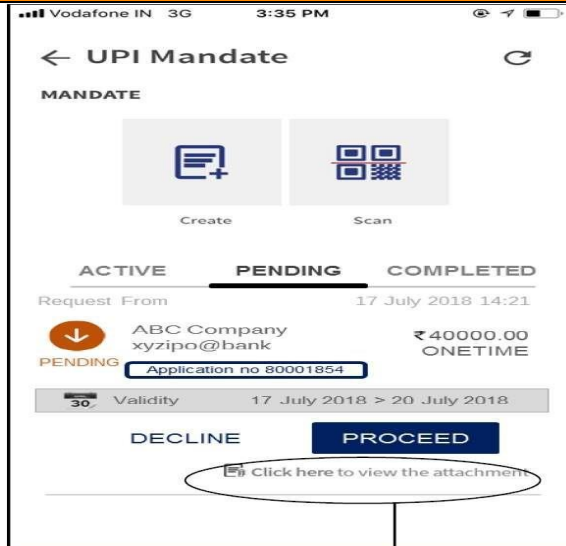 Vodafone IN 3G 3:35 PM
← UPI Mandate
MANDATE
Create Scan
ACTIVE PENDING COMPLETED
Request From 17 July 2018 14:21
ABC Company ₹40000.00
xyzipo@bank ONETIME
PENDING
Application no 80001854
30 Validity 17 July 2018 > 20 July 2018
DECLINE PROCEED
Click here to view the attachment